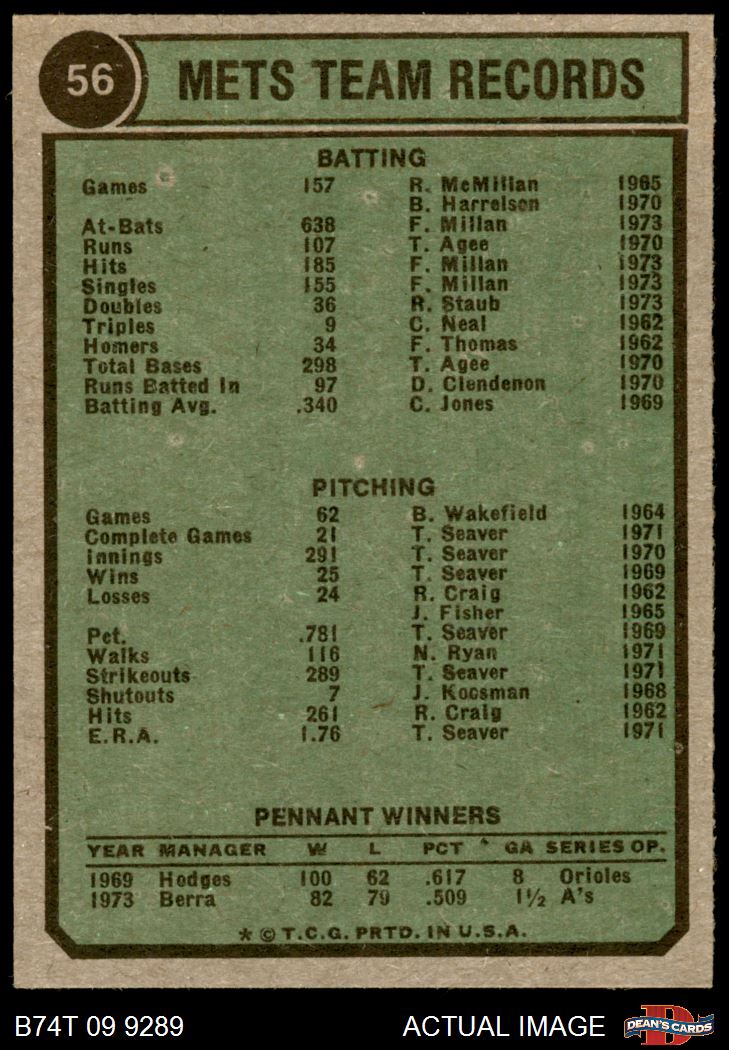 56 METS TEAM RECORDS
BATTING
Games 157 R. McMillan 1965
B. Harrelson 1970
At-Bats 638 F. Millan 1973
Runs 107 T. Agee 1970
Hits 185 F. Millan 1973
Singles 155 F. Millan 1973
Doubles 36 R. Staub 1973
Triples 9 C. Neal 1962
Homers 34 F. Thomas 1962
Total Bases 298 T. Agee 1970
Runs Batted In 97 D. Clendenon 1970
Batting Avg. .340 C. Jones 1969
PITCHING
Games 62 B. Wakefield 1964
Complete Games 21 T. Seaver 1971
Innings 291 T. Seaver 1970
Wins 25 T. Seaver 1969
Losses 24 R. Craig 1962
J. Fisher 1965
Pct. .781 T. Seaver 1969
Walks 116 N. Ryan 1971
Strikeouts 289 T. Seaver 1971
Shutouts 7 J. Koosman 1968
Hits 261 R. Craig 1962
E.R.A. 1.76 T. Seaver 1971
PENNANT WINNERS
YEAR MANAGER W L PCT GA SERIES OP.
1969 Hodges 100 62 .617 8 Orioles
1973 Berra 82 79 .509 1½ A's
* © T.C.G. PRTD. IN U.S.A.
B74T 09 9289 ACTUAL IMAGE D DEAN'S CARDS